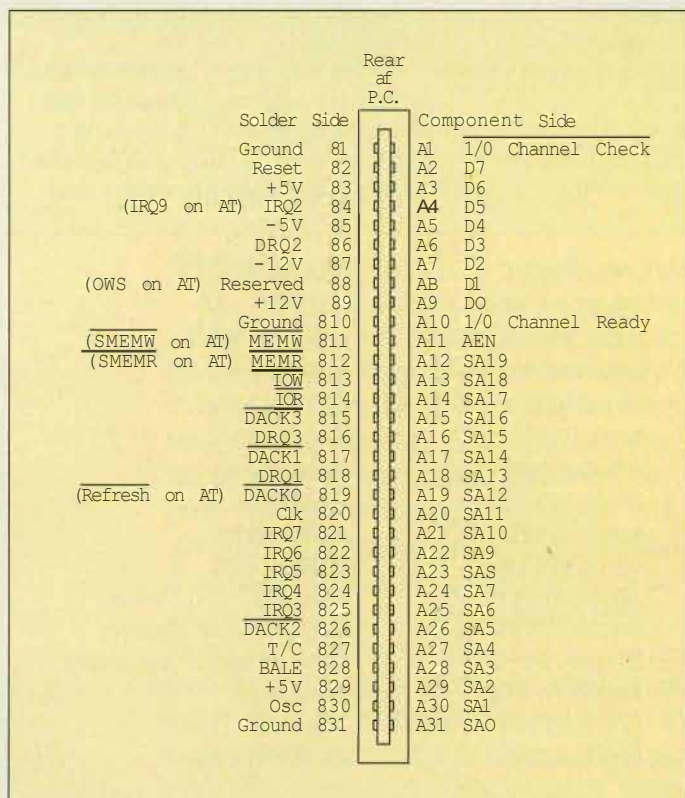 Rear
af
P.C.
Solder Side Component Side
Ground 81 A1 1/0 Channel Check
Reset 82 A2 D7
+5V 83 A3 D6
(IRQ9 on AT) IRQ2 84 A4 D5
-5V 85 A5 D4
DRQ2 86 A6 D3
-12V 87 A7 D2
(OWS on AT) Reserved 88 AB D1
+12V 89 A9 DO
Ground 810 A10 1/0 Channel Ready
(SMEMW on AT) MEMW 811 A11 AEN
(SMEMR on AT) MEMR 812 A12 SA19
IOW 813 A13 SA18
IOR 814 A14 SA17
DACK3 815 A15 SA16
DRQ3 816 A16 SA15
DACK1 817 A17 SA14
DRQ1 818 A18 SA13
(Refresh on AT) DACKO 819 A19 SA12
Clk 820 A20 SA11
IRQ7 821 A21 SA10
IRQ6 822 A22 SA9
IRQ5 823 A23 SAS
IRQ4 824 A24 SA7
IRQ3 825 A25 SA6
DACK2 826 A26 SA5
T/C 827 A27 SA4
BALE 828 A28 SA3
+5V 829 A29 SA2
Osc 830 A30 SA1
Ground 831 A31 SAO